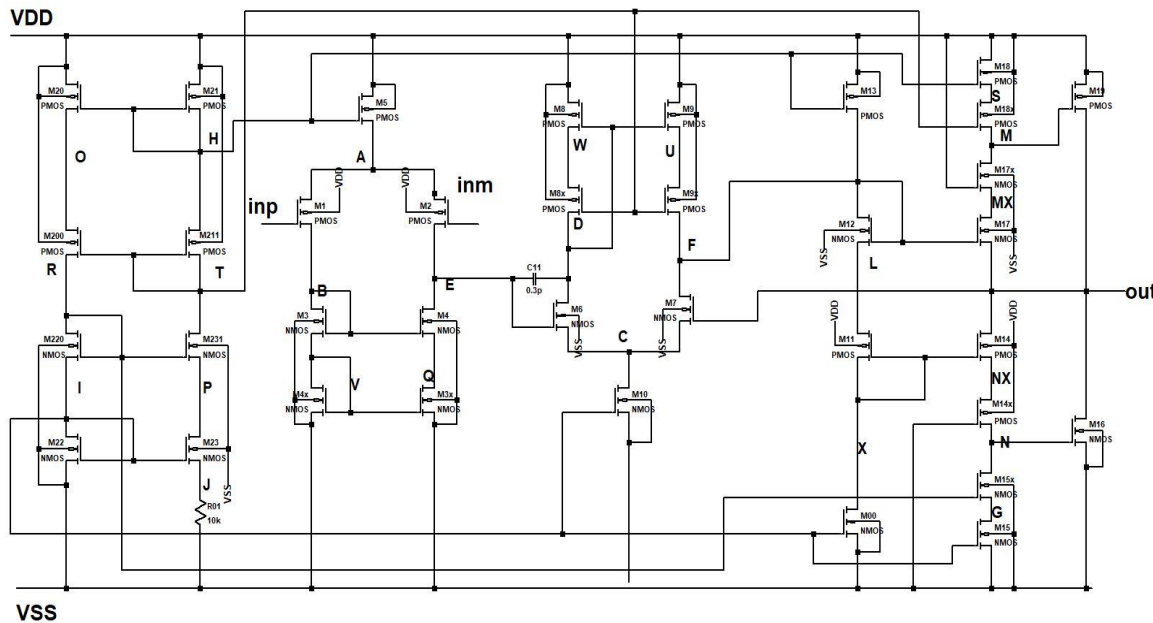 VDD
M20
PMOS
M21
PMOS
M5
PMOS
M8
PMOS
M9
PMOS
M13
PMOS
M18
PMOS
S
M18x
PMOS
M19
PMOS
O
H
A
W
U
M
VDD
VDD
inp
inm
M1
PMOS
M2
PMOS
M8x
PMOS
M9x
PMOS
M17x
NMOS
MX
D
M200
PMOS
M211
PMOS
M12
NMOS
M17
NMOS
VSS
VSS
R
T
F
L
C11
0.3p
B
E
out
M3
NMOS
M4
NMOS
M6
NMOS
M7
NMOS
VSS
VSS
VDD
VDD
C
M220
NMOS
M231
NMOS
M11
PMOS
M14
PMOS
I
P
V
Q
NX
M4x
NMOS
M3x
NMOS
M10
NMOS
M14x
PMOS
M22
NMOS
M23
NMOS
M16
NMOS
X
N
J
VSS
R01
10k
M15x
NMOS
G
M00
NMOS
M15
NMOS
VSS